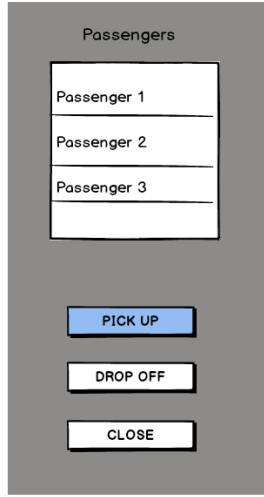 Passengers
Passenger 1
Passenger 2
Passenger 3
PICK UP
DROP OFF
CLOSE